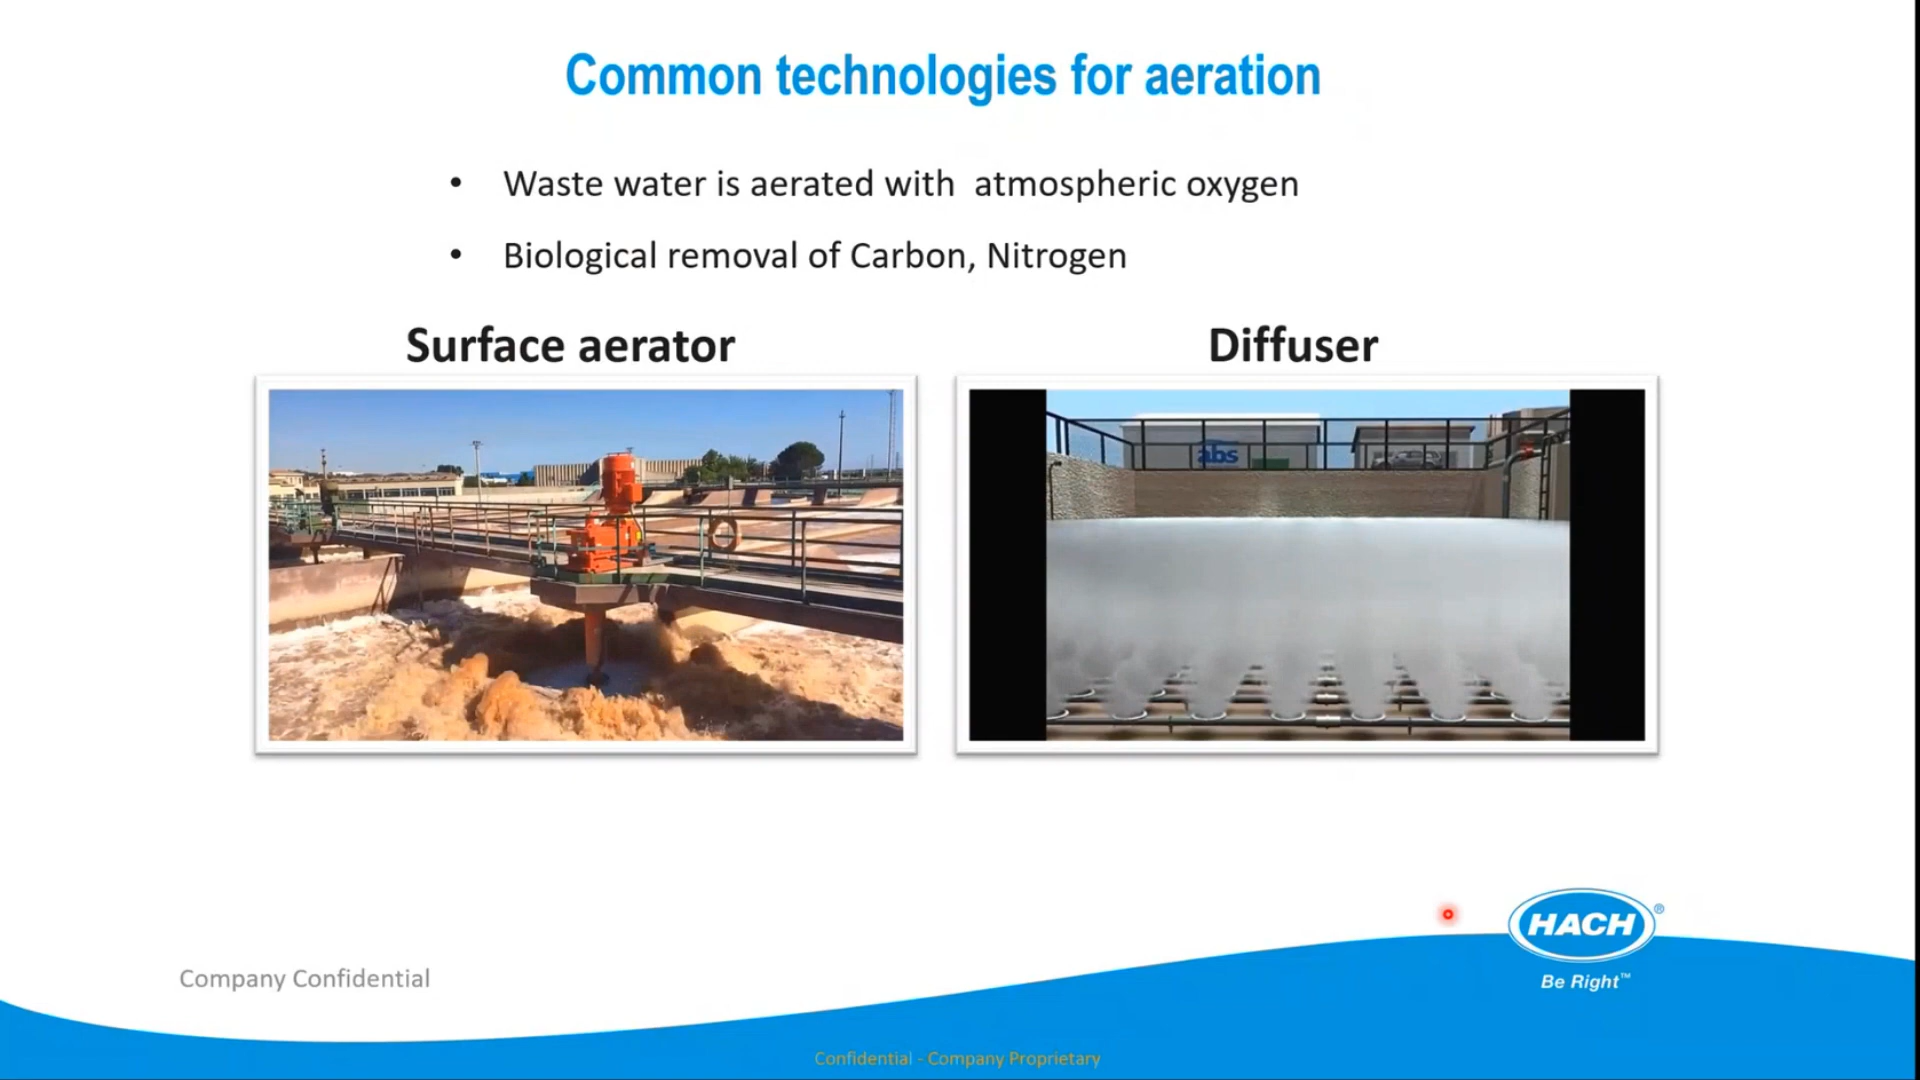 Common technologies for aeration
• Waste water is aerated with  atmospheric oxygen
• Biological removal of Carbon, Nitrogen
Surface aerator
Diffuser
abs
HACH®
Be Right™
Company Confidential
Confidential - Company Proprietary